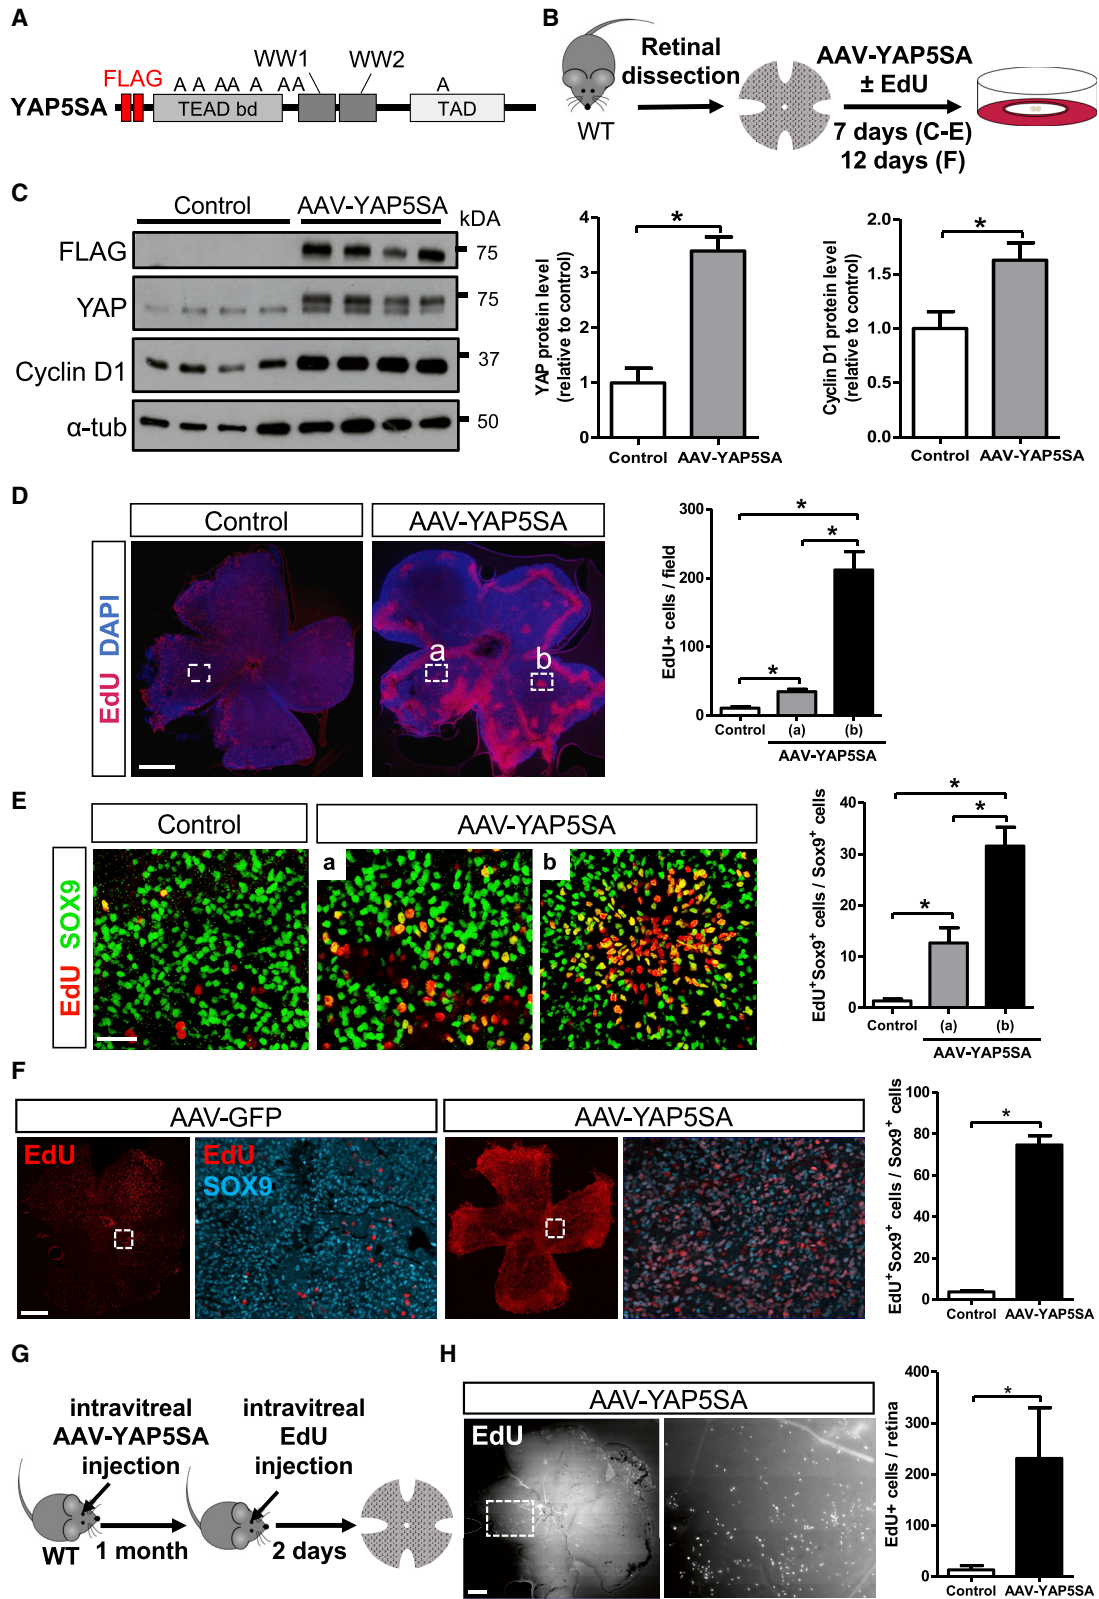 A
FLAG
A A AA A AA A
WW1
WW2
YAP5SA
TEAD bd
TAD
B
WT
Retinal
dissection
AAV-YAP5SA
± EdU
7 days (C-E)
12 days (F)
C
Control
AAV-YAP5SA
kDA
FLAG
75
YAP
75
Cyclin D1
37
α-tub
50
YAP protein level
(relative to control)
4
3
2
1
0
*
Control
AAV-YAP5SA
Cyclin D1 protein level
(relative to control)
2.0
1.5
1.0
0.5
0.0
*
Control
AAV-YAP5SA
D
Control
AAV-YAP5SA
EdU DAPI
a
b
EdU+ cells / field
300
200
100
0
*
*
*
Control
(a)
(b)
AAV-YAP5SA
E
Control
AAV-YAP5SA
EdU SOX9
a
b
EdU⁺Sox9⁺ cells / Sox9⁺ cells
40
30
20
10
0
*
*
*
Control
(a)
(b)
AAV-YAP5SA
F
AAV-GFP
AAV-YAP5SA
EdU
EdU
SOX9
EdU⁺Sox9⁺ cells / Sox9⁺ cells
100
80
60
40
20
0
*
Control
AAV-YAP5SA
G
intravitreal
AAV-YAP5SA
injection
WT
1 month
intravitreal
EdU
injection
2 days
H
AAV-YAP5SA
EdU
EdU+ cells / retina
400
300
200
100
0
*
Control
AAV-YAP5SA